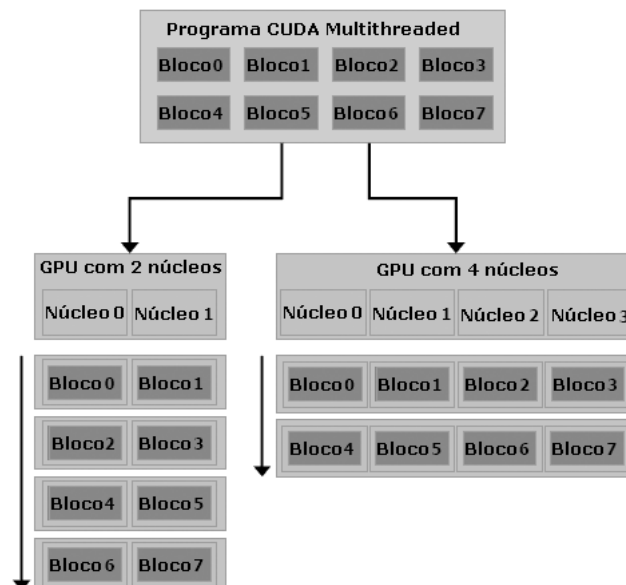 Programa CUDA Multithreaded
Bloco0 Bloco1 Bloco2 Bloco3
Bloco4 Bloco5 Bloco6 Bloco7
GPU com 2 núcleos
Núcleo 0 Núcleo 1
Bloco0 Bloco1
Bloco2 Bloco3
Bloco4 Bloco5
Bloco6 Bloco7
GPU com 4 núcleos
Núcleo 0 Núcleo 1 Núcleo 2 Núcleo 3
Bloco0 Bloco1 Bloco2 Bloco3
Bloco4 Bloco5 Bloco6 Bloco7